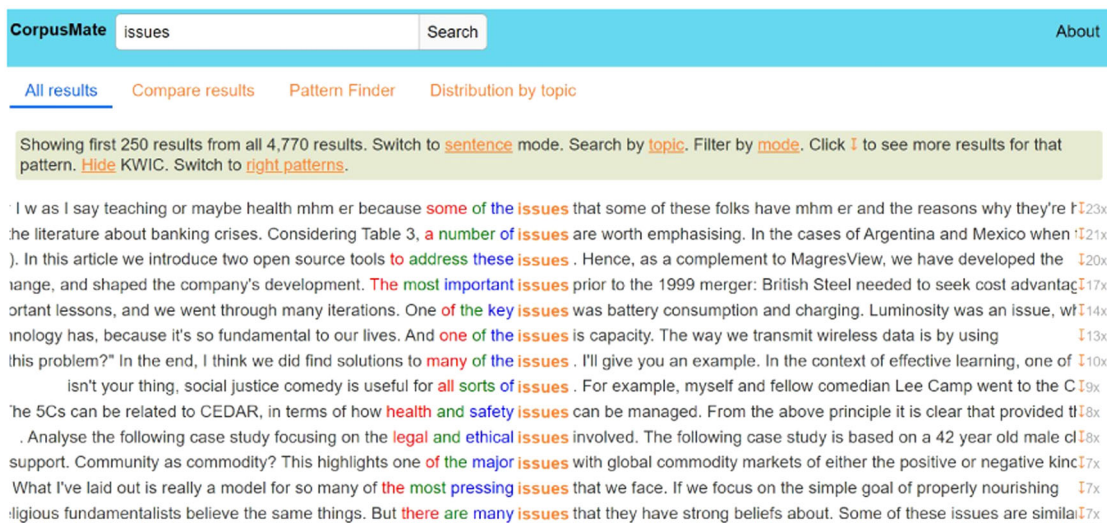 CorpusMate issues Search About
All results Compare results Pattern Finder Distribution by topic
Showing first 250 results from all 4,770 results. Switch to sentence mode. Search by topic. Filter by mode. Click ↧ to see more results for that
pattern. Hide KWIC. Switch to right patterns.
I w as I say teaching or maybe health mhm er because some of the issues that some of these folks have mhm er and the reasons why they're ↧23x
the literature about banking crises. Considering Table 3, a number of issues are worth emphasising. In the cases of Argentina and Mexico when ↧21x
). In this article we introduce two open source tools to address these issues . Hence, as a complement to MagresView, we have developed the ↧20x
ange, and shaped the company's development. The most important issues prior to the 1999 merger: British Steel needed to seek cost advantag ↧17x
ortant lessons, and we went through many iterations. One of the key issues was battery consumption and charging. Luminosity was an issue, wh ↧14x
nology has, because it's so fundamental to our lives. And one of the issues is capacity. The way we transmit wireless data is by using ↧13x
this problem?" In the end, I think we did find solutions to many of the issues . I'll give you an example. In the context of effective learning, one of ↧10x
isn't your thing, social justice comedy is useful for all sorts of issues . For example, myself and fellow comedian Lee Camp went to the C ↧9x
The 5Cs can be related to CEDAR, in terms of how health and safety issues can be managed. From the above principle it is clear that provided th ↧8x
. Analyse the following case study focusing on the legal and ethical issues involved. The following case study is based on a 42 year old male cl ↧8x
support. Community as commodity? This highlights one of the major issues with global commodity markets of either the positive or negative kind ↧7x
What I've laid out is really a model for so many of the most pressing issues that we face. If we focus on the simple goal of properly nourishing ↧7x
eligious fundamentalists believe the same things. But there are many issues that they have strong beliefs about. Some of these issues are similar ↧7x